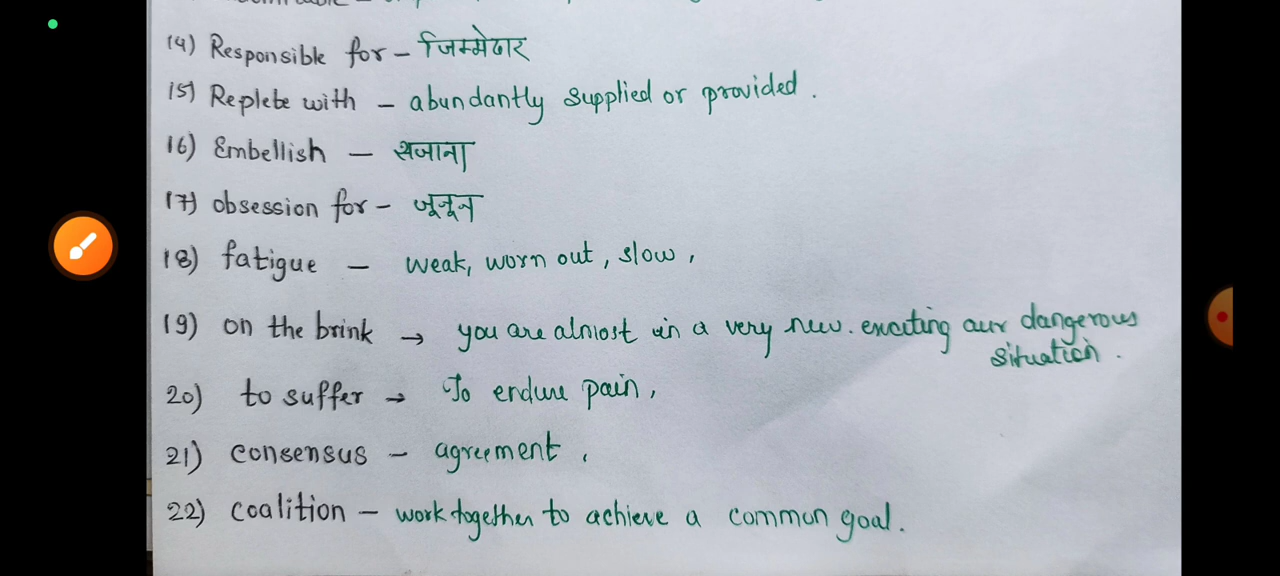 14) Responsible for – जिम्मेदार
15) Replete with – abundantly supplied or provided.
16) Embellish – सजाना
17) obsession for – जूनून
18) fatigue – weak, worn out, slow,
19) on the brink → you are almost in a very new. exciting aur dangerous
situation.
20) to suffer → To endure pain,
21) consensus – agreement,
22) coalition – work together to achieve a common goal.